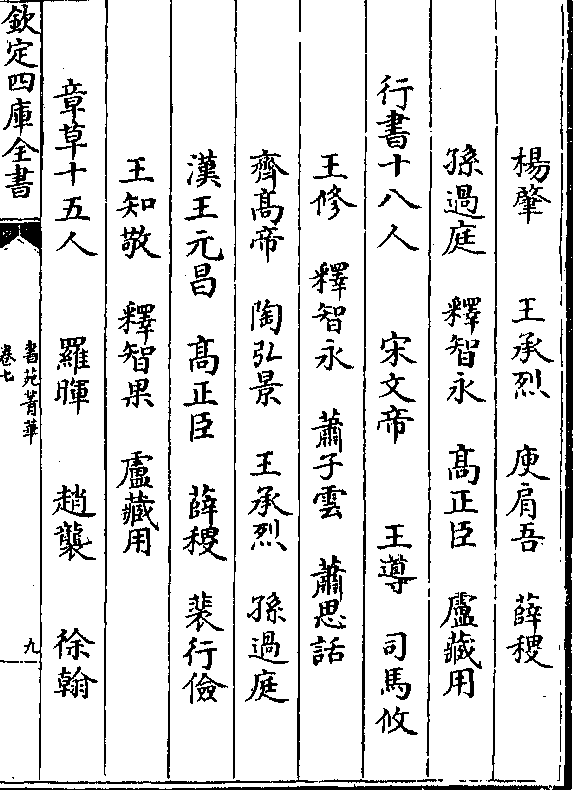 楊肇 王承烈 庾肩吾 薛稷
孫過庭 釋智永 髙正臣 盧藏用
行書十八人 宋文帝 王導 司馬攸
王修 釋智永 蕭子雲 蕭思話
齊髙帝 陶弘景 王承烈 孫過庭
漢王元昌 髙正臣 薛稷 裴行儉
王知敬 釋智果 盧藏用
章草十五人 羅暉 趙襲 徐翰
欽定四庫全書
書苑菁華
卷七
九